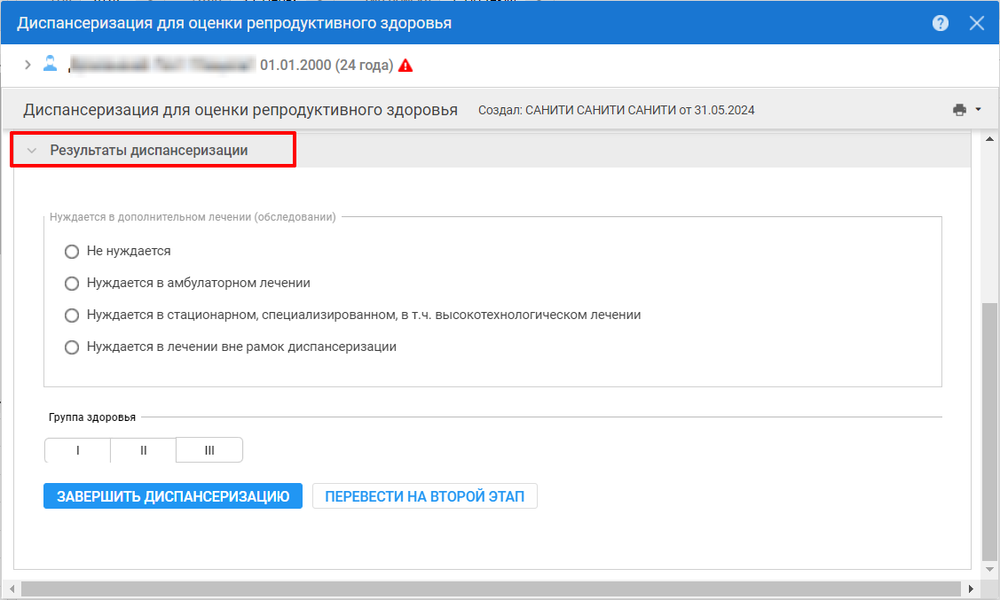 Диспансеризация для оценки репродуктивного здоровья
01.01.2000 (24 года)
Диспансеризация для оценки репродуктивного здоровья Создал: САНИТИ САНИТИ САНИТИ от 31.05.2024
Результаты диспансеризации
Нуждается в дополнительном лечении (обследовании)
Не нуждается
Нуждается в амбулаторном лечении
Нуждается в стационарном, специализированном, в т.ч. высокотехнологическом лечении
Нуждается в лечении вне рамок диспансеризации
Группа здоровья
I II III
ЗАВЕРШИТЬ ДИСПАНСЕРИЗАЦИЮ ПЕРЕВЕСТИ НА ВТОРОЙ ЭТАП